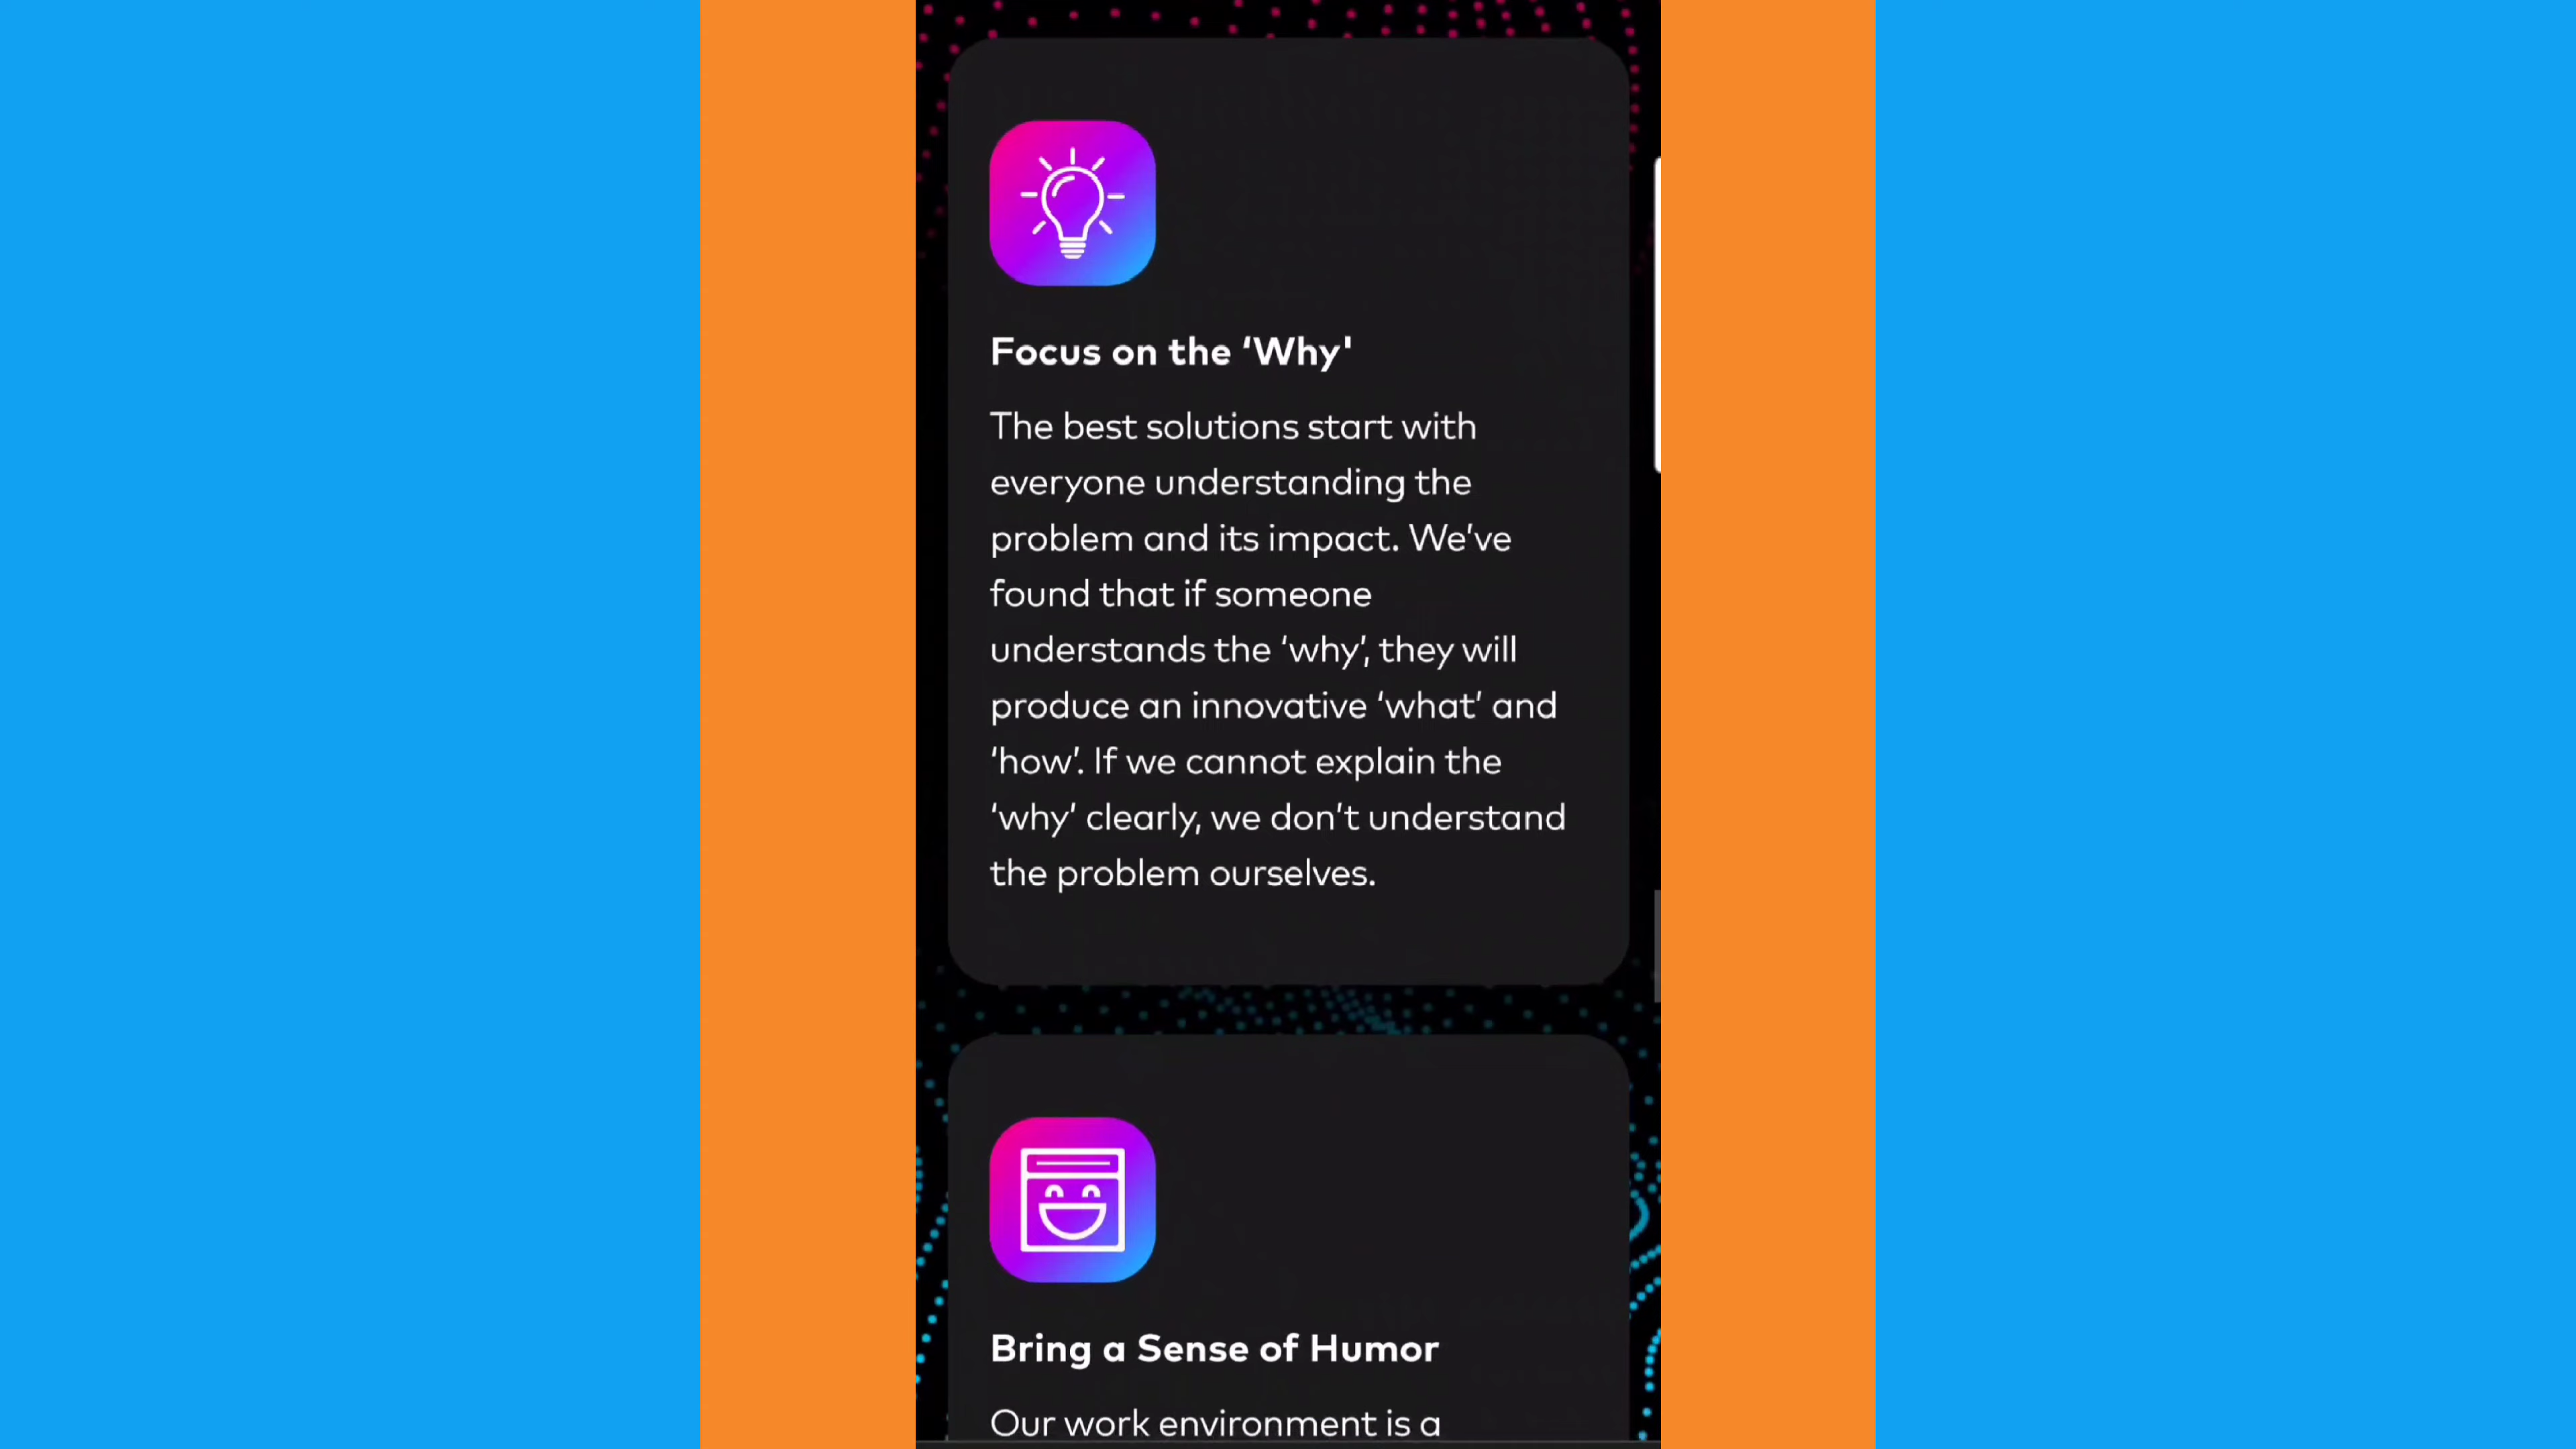 Focus on the ‘Why'
The best solutions start with
everyone understanding the
problem and its impact. We’ve
found that if someone
understands the ‘why’, they will
produce an innovative ‘what’ and
‘how’. If we cannot explain the
‘why’ clearly, we don’t understand
the problem ourselves.
Bring a Sense of Humor
Our work environment is a